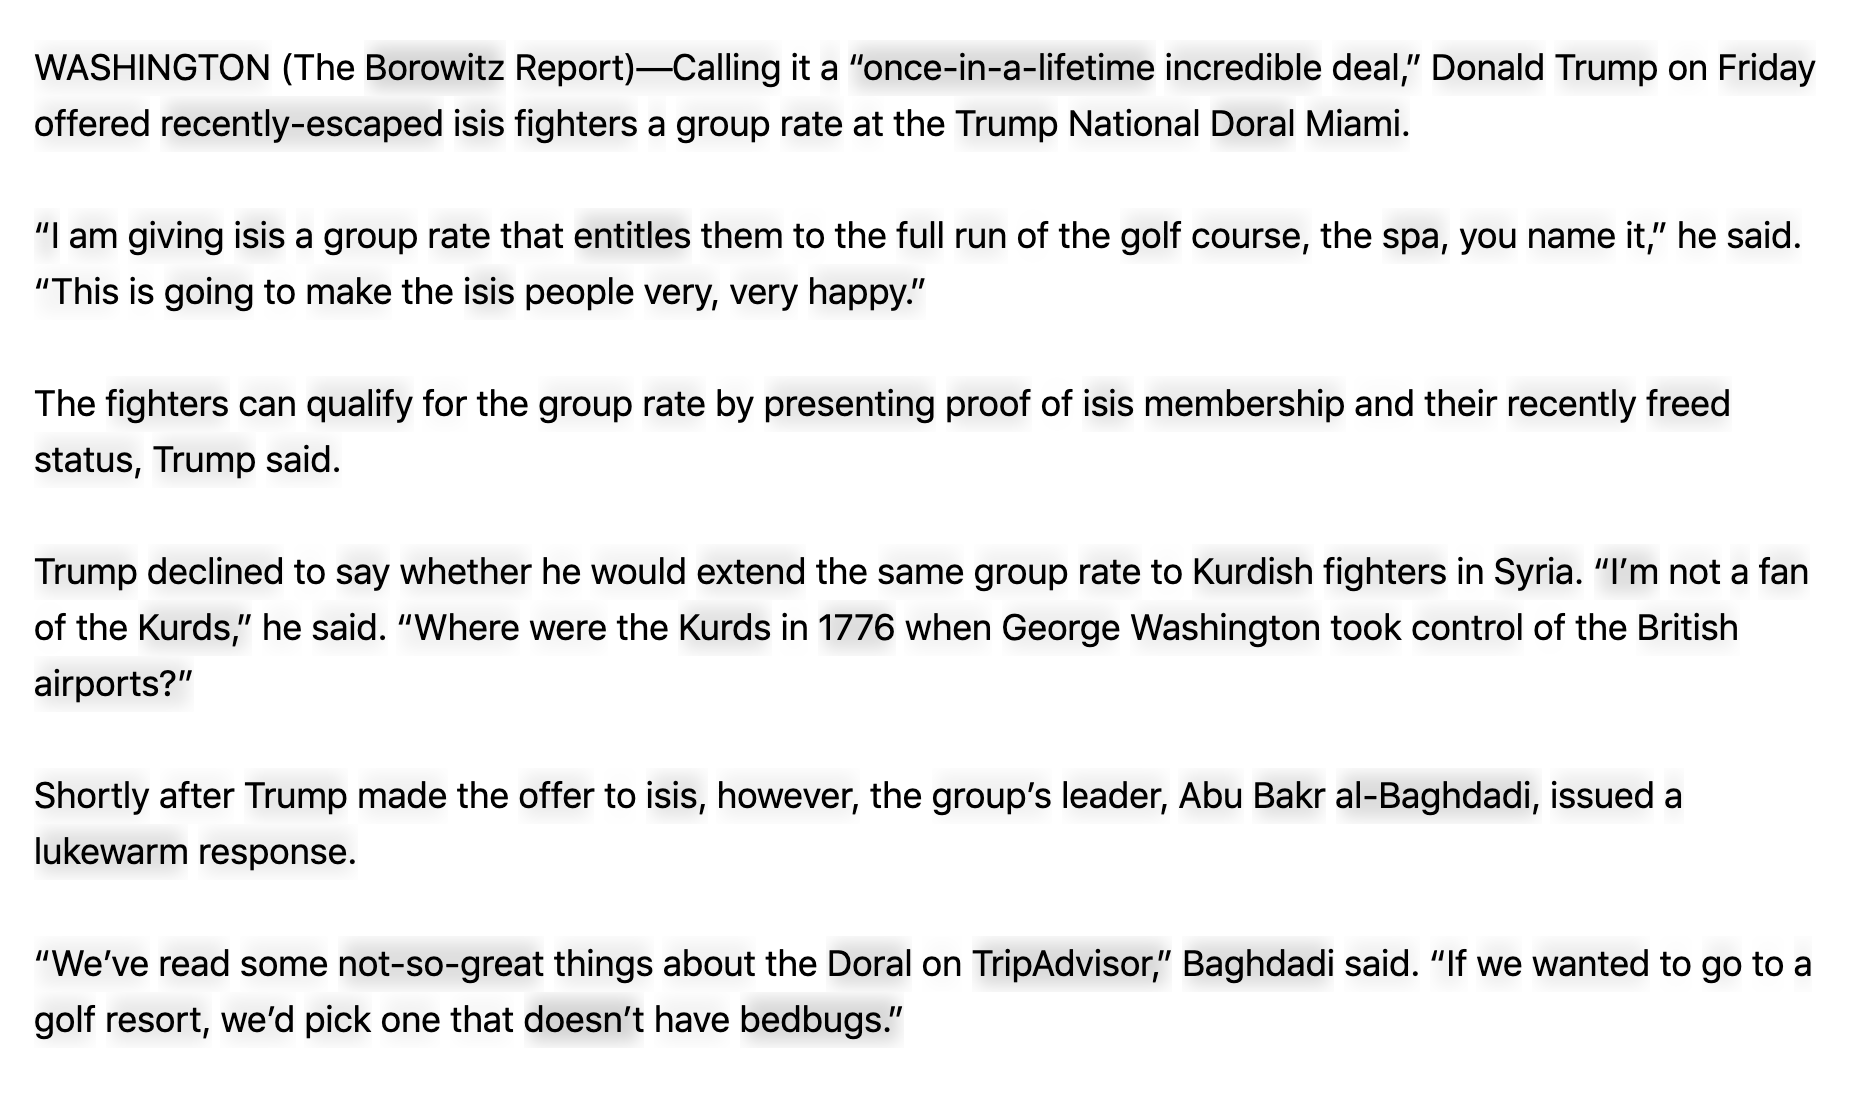 WASHINGTON (The Borowitz Report)—Calling it a “once-in-a-lifetime incredible deal,” Donald Trump on Friday
offered recently-escaped isis fighters a group rate at the Trump National Doral Miami.
“I am giving isis a group rate that entitles them to the full run of the golf course, the spa, you name it,” he said.
“This is going to make the isis people very, very happy.”
The fighters can qualify for the group rate by presenting proof of isis membership and their recently freed
status, Trump said.
Trump declined to say whether he would extend the same group rate to Kurdish fighters in Syria. “I’m not a fan
of the Kurds,” he said. “Where were the Kurds in 1776 when George Washington took control of the British
airports?”
Shortly after Trump made the offer to isis, however, the group’s leader, Abu Bakr al-Baghdadi, issued a
lukewarm response.
“We’ve read some not-so-great things about the Doral on TripAdvisor,” Baghdadi said. “If we wanted to go to a
golf resort, we’d pick one that doesn’t have bedbugs.”